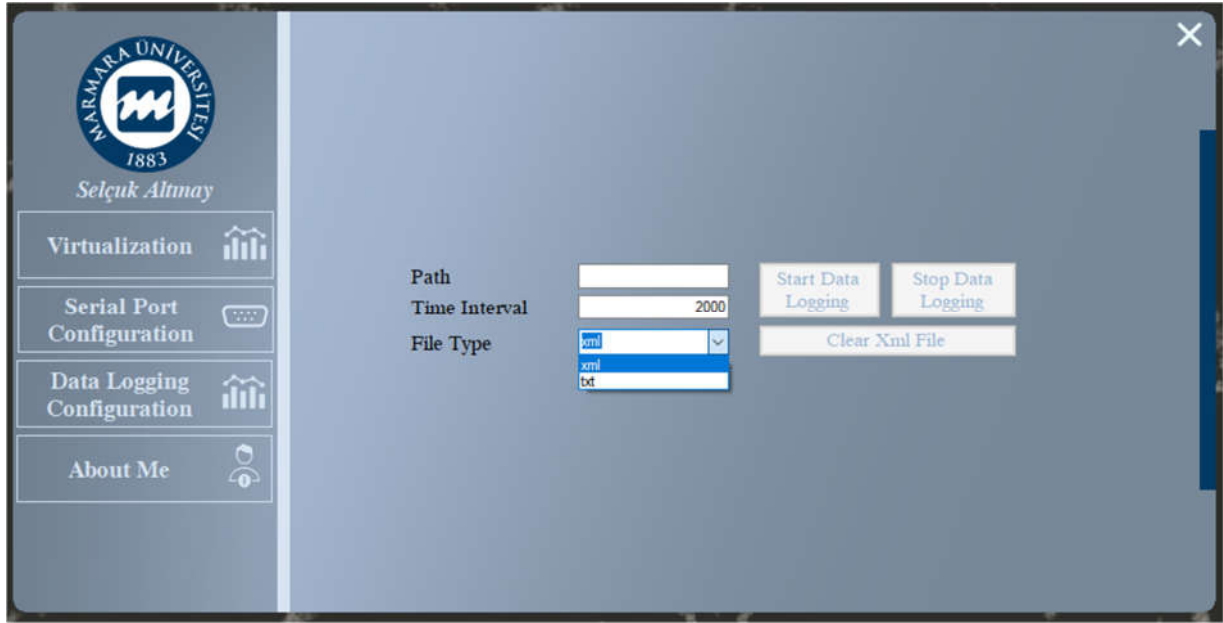 MARMARA ÜNİVERSİTESİ
1883
Selçuk Altınay
Virtualization
Serial Port
Configuration
Data Logging
Configuration
About Me
Path
Time Interval
2000
File Type
xml
xml
txt
Start Data
Logging
Stop Data
Logging
Clear Xml File